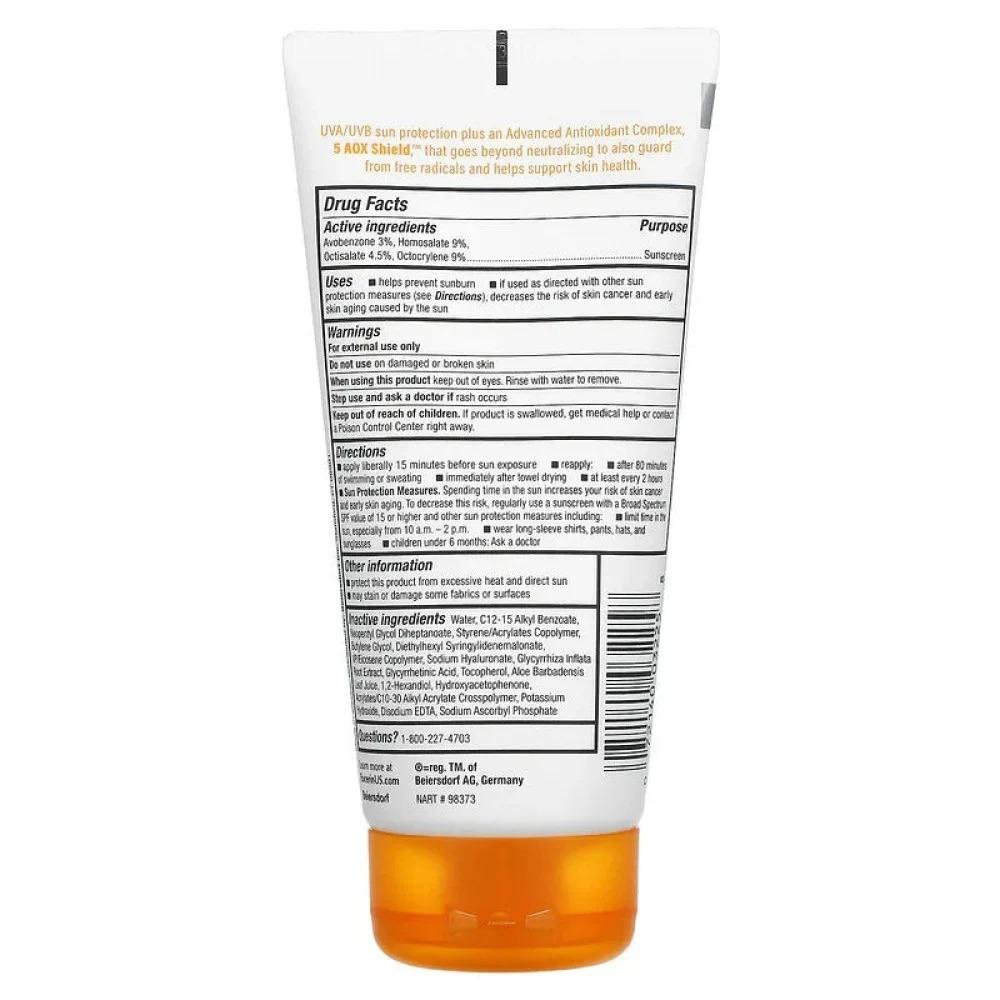 UVA/UVB sun protection plus an Advanced Antioxidant Complex,
5 AOX Shield,™ that goes beyond neutralizing to also guard
from free radicals and helps support skin health.
Drug Facts
Active ingredients Purpose
Avobenzone 3%, Homosalate 9%,
Octisalate 4.5%, Octocrylene 9%........................................................ Sunscreen
Uses ■ helps prevent sunburn ■ if used as directed with other sun
protection measures (see Directions), decreases the risk of skin cancer and early
skin aging caused by the sun
Warnings
For external use only
Do not use on damaged or broken skin
When using this product keep out of eyes. Rinse with water to remove.
Stop use and ask a doctor if rash occurs
Keep out of reach of children. If product is swallowed, get medical help or contact
a Poison Control Center right away.
Directions
■ apply liberally 15 minutes before sun exposure ■ reapply: ■ after 80 minutes
of swimming or sweating ■ immediately after towel drying ■ at least every 2 hours
■ Sun Protection Measures. Spending time in the sun increases your risk of skin cancer
and early skin aging. To decrease this risk, regularly use a sunscreen with a Broad Spectrum
SPF value of 15 or higher and other sun protection measures including: ■ limit time in the
sun, especially from 10 a.m. – 2 p.m. ■ wear long-sleeve shirts, pants, hats, and
sunglasses ■ children under 6 months: Ask a doctor
Other information
■ protect this product from excessive heat and direct sun
■ may stain or damage some fabrics or surfaces
Inactive ingredients Water, C12-15 Alkyl Benzoate,
Neopentyl Glycol Diheptanoate, Styrene/Acrylates Copolymer,
Butylene Glycol, Diethylhexyl Syringylidenemalonate,
VP/Eicosene Copolymer, Sodium Hyaluronate, Glycyrrhiza Inflata
Root Extract, Glycyrrhetinic Acid, Tocopherol, Aloe Barbadensis
Leaf Juice, 1,2-Hexandiol, Hydroxyacetophenone,
Acrylates/C10-30 Alkyl Acrylate Crosspolymer, Potassium
Hydroxide, Disodium EDTA, Sodium Ascorbyl Phosphate
Questions? 1-800-227-4703
Learn more at ®=reg. TM. of
EucerinUS.com Beiersdorf AG, Germany
Beiersdorf NART # 98373